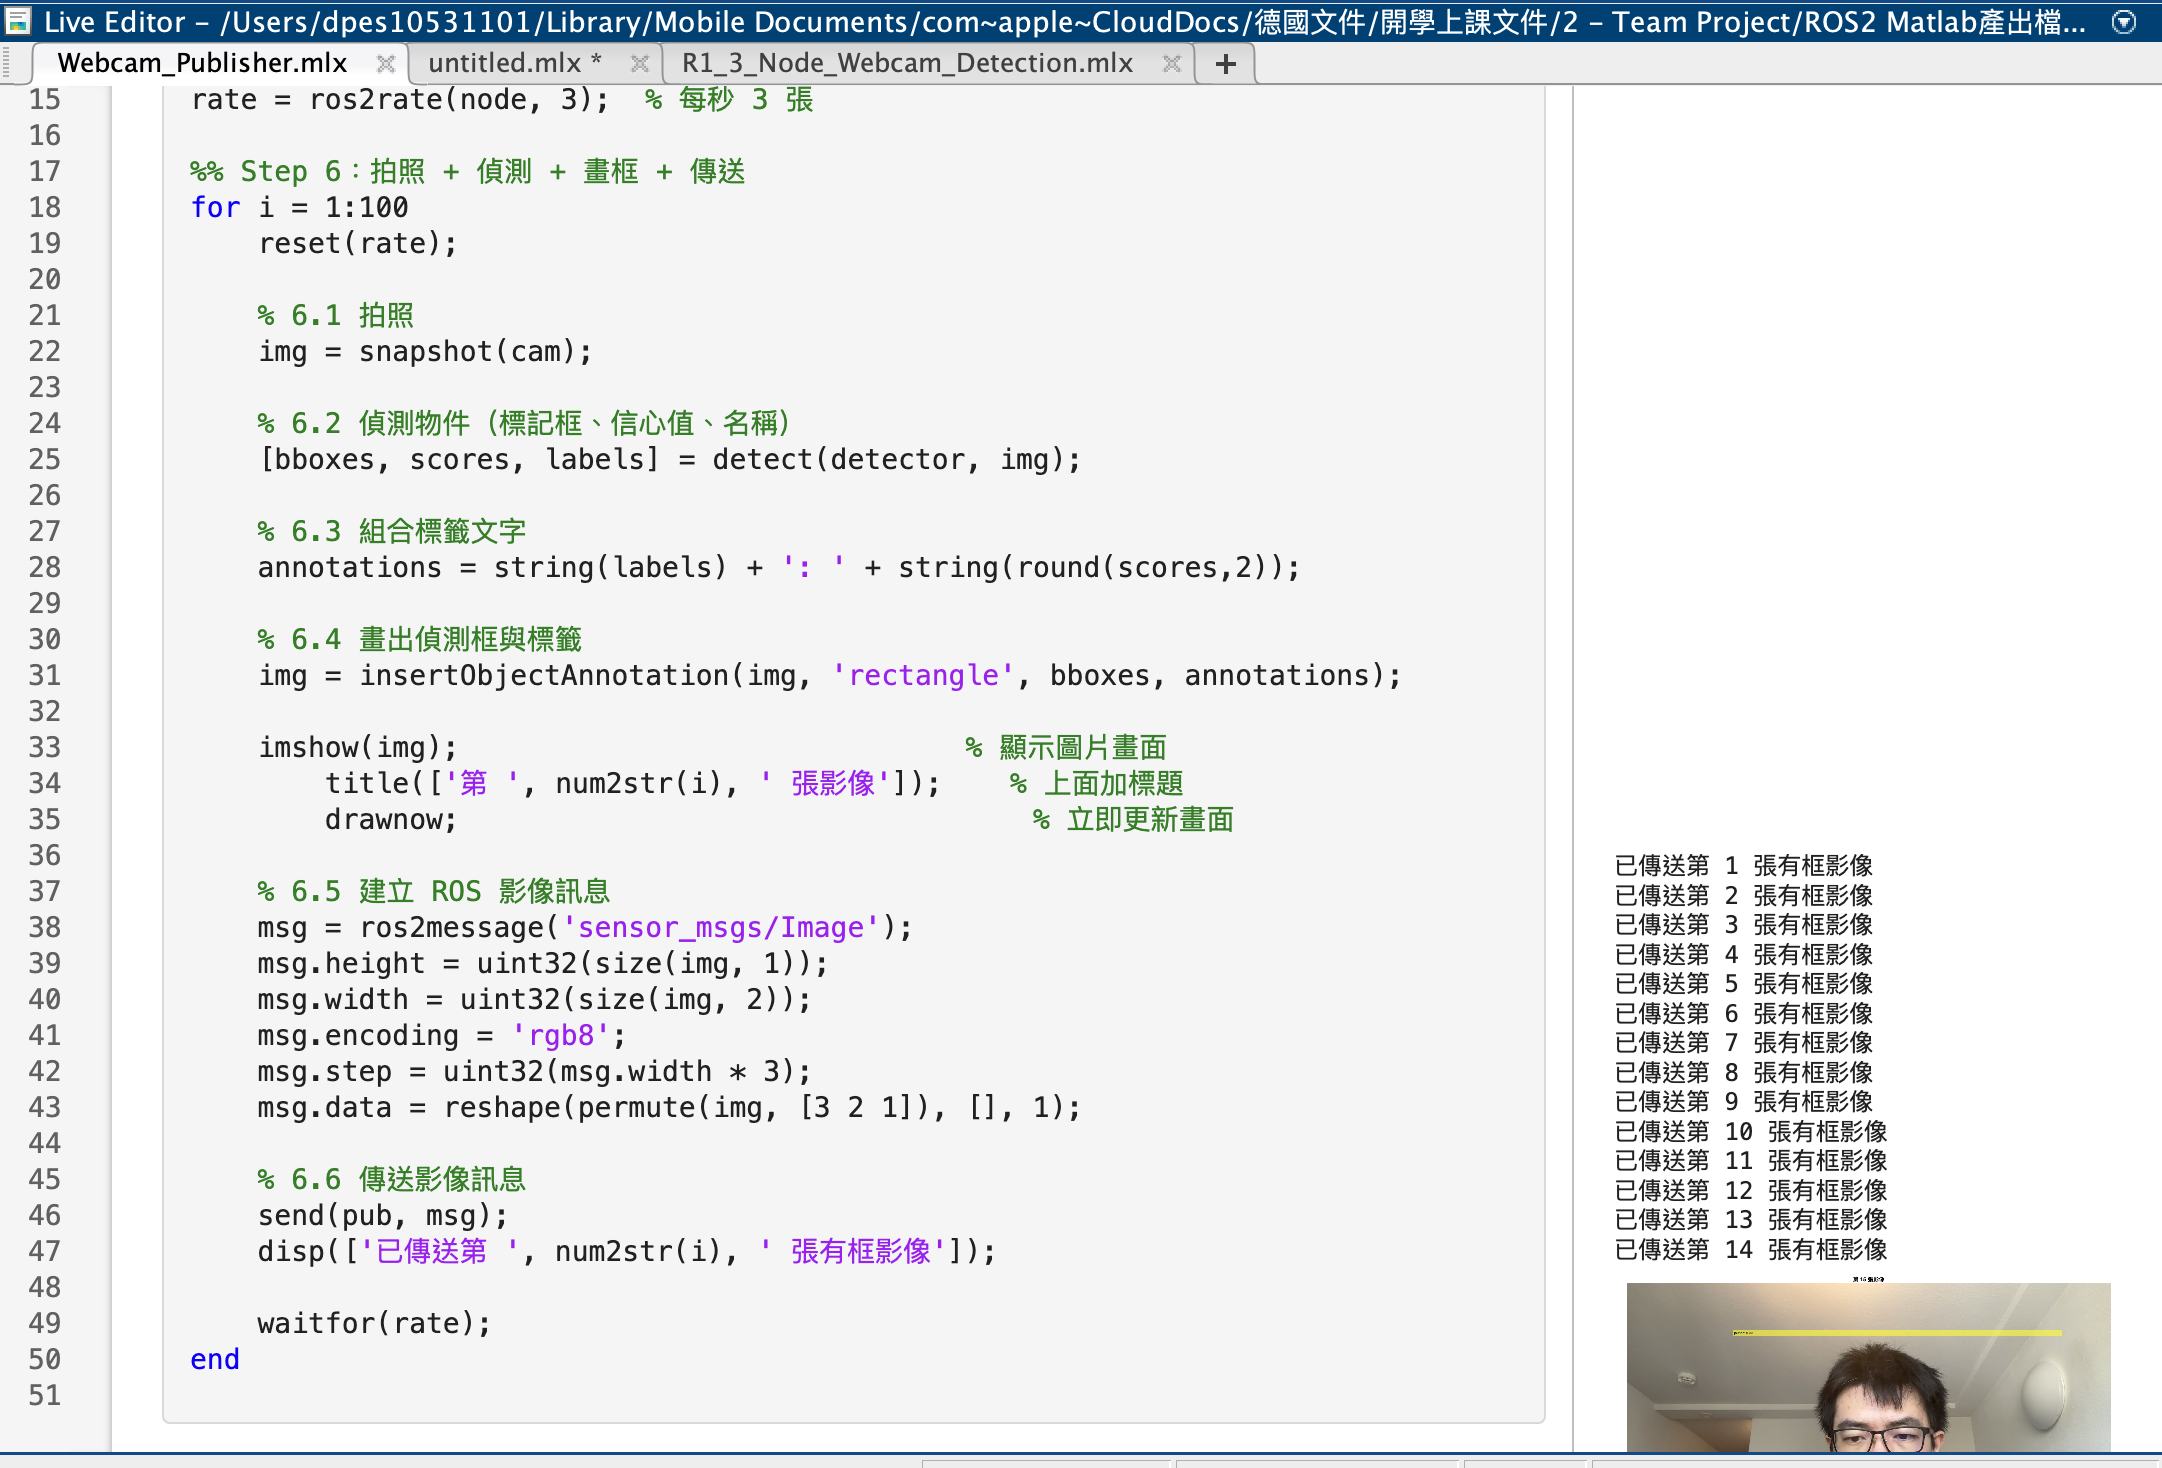 Live Editor – /Users/dpes10531101/Library/Mobile Documents/com~apple~CloudDocs/德國文件/開學上課文件/2 – Team Project/ROS2 Matlab產出檔...
Webcam_Publisher.mlx
untitled.mlx *
R1_3_Node_Webcam_Detection.mlx
15 rate = ros2rate(node, 3);  % 每秒 3 張
16
17 %% Step 6：拍照 + 偵測 + 畫框 + 傳送
18 for i = 1:100
19     reset(rate);
20
21     % 6.1 拍照
22     img = snapshot(cam);
23
24     % 6.2 偵測物件（標記框、信心值、名稱）
25     [bboxes, scores, labels] = detect(detector, img);
26
27     % 6.3 組合標籤文字
28     annotations = string(labels) + ': ' + string(round(scores,2));
29
30     % 6.4 畫出偵測框與標籤
31     img = insertObjectAnnotation(img, 'rectangle', bboxes, annotations);
32
33     imshow(img);                              % 顯示圖片畫面
34         title(['第 ', num2str(i), ' 張影像']);    % 上面加標題
35         drawnow;                                  % 立即更新畫面
36
37     % 6.5 建立 ROS 影像訊息
38     msg = ros2message('sensor_msgs/Image');
39     msg.height = uint32(size(img, 1));
40     msg.width = uint32(size(img, 2));
41     msg.encoding = 'rgb8';
42     msg.step = uint32(msg.width * 3);
43     msg.data = reshape(permute(img, [3 2 1]), [], 1);
44
45     % 6.6 傳送影像訊息
46     send(pub, msg);
47     disp(['已傳送第 ', num2str(i), ' 張有框影像']);
48
49     waitfor(rate);
50 end
51
已傳送第 1 張有框影像
已傳送第 2 張有框影像
已傳送第 3 張有框影像
已傳送第 4 張有框影像
已傳送第 5 張有框影像
已傳送第 6 張有框影像
已傳送第 7 張有框影像
已傳送第 8 張有框影像
已傳送第 9 張有框影像
已傳送第 10 張有框影像
已傳送第 11 張有框影像
已傳送第 12 張有框影像
已傳送第 13 張有框影像
已傳送第 14 張有框影像